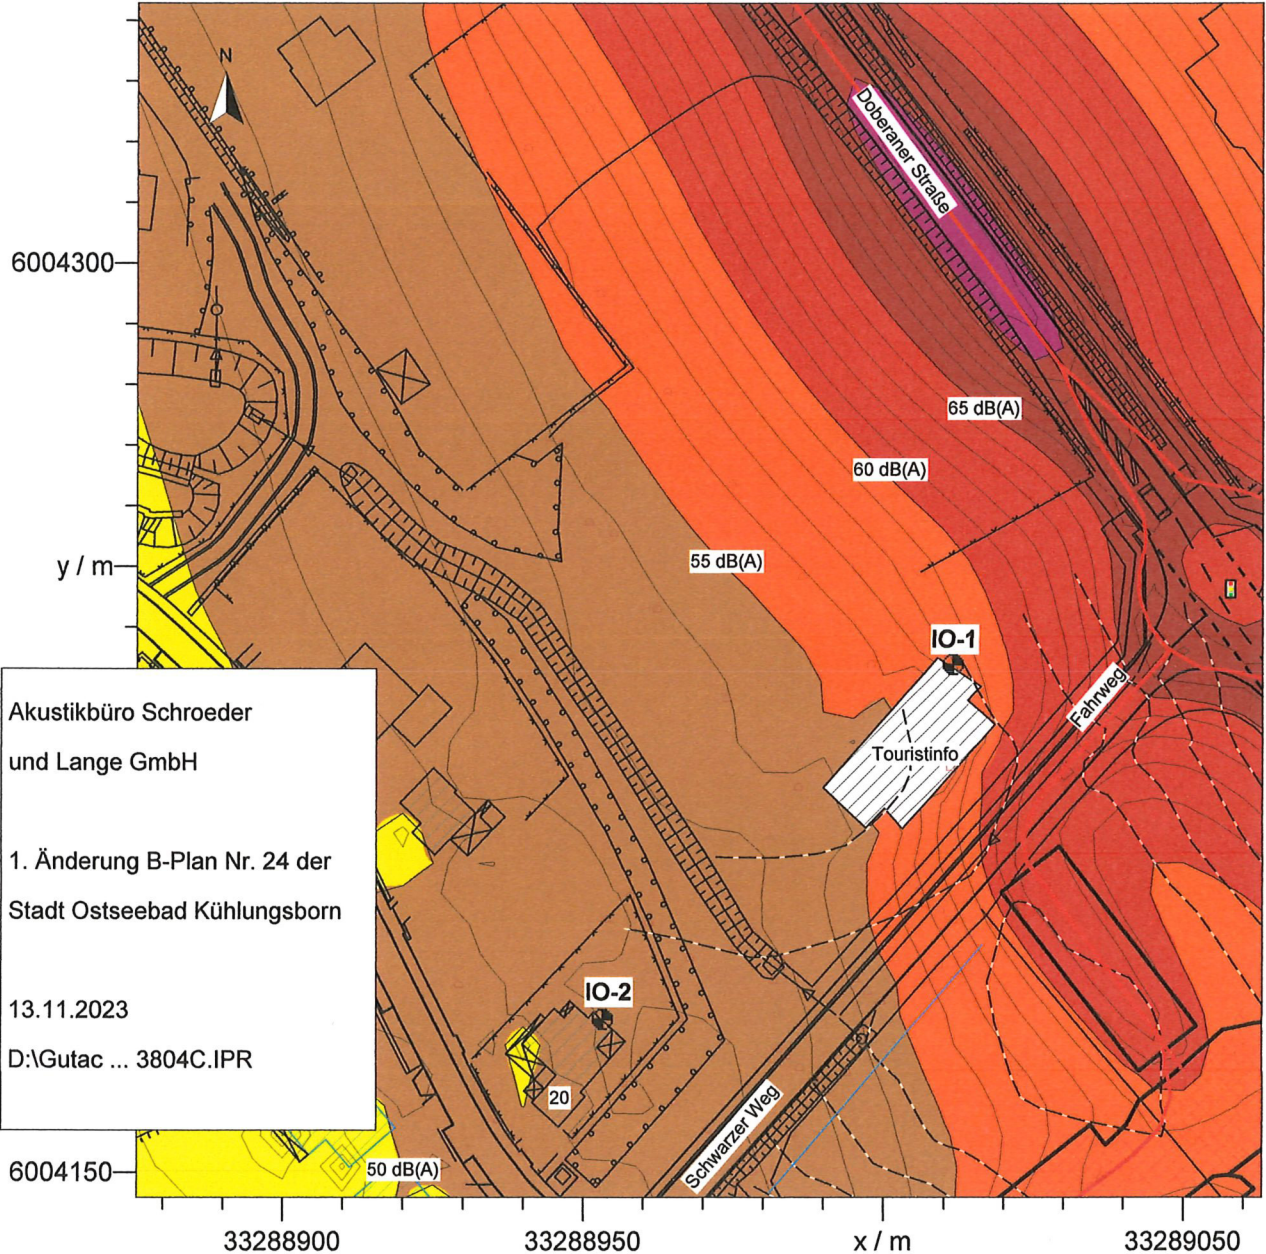 N
Doberaner Straße
6004300
65 dB(A)
60 dB(A)
y / m
55 dB(A)
IO-1
Fahrweg
Touristinfo
Akustikbüro Schroeder
und Lange GmbH
1. Änderung B-Plan Nr. 24 der
Stadt Ostseebad Kühlungsborn
13.11.2023
D:\Gutac ... 3804C.IPR
IO-2
20
Schwarzer Weg
50 dB(A)
6004150
33288900
33288950
x / m
33289050